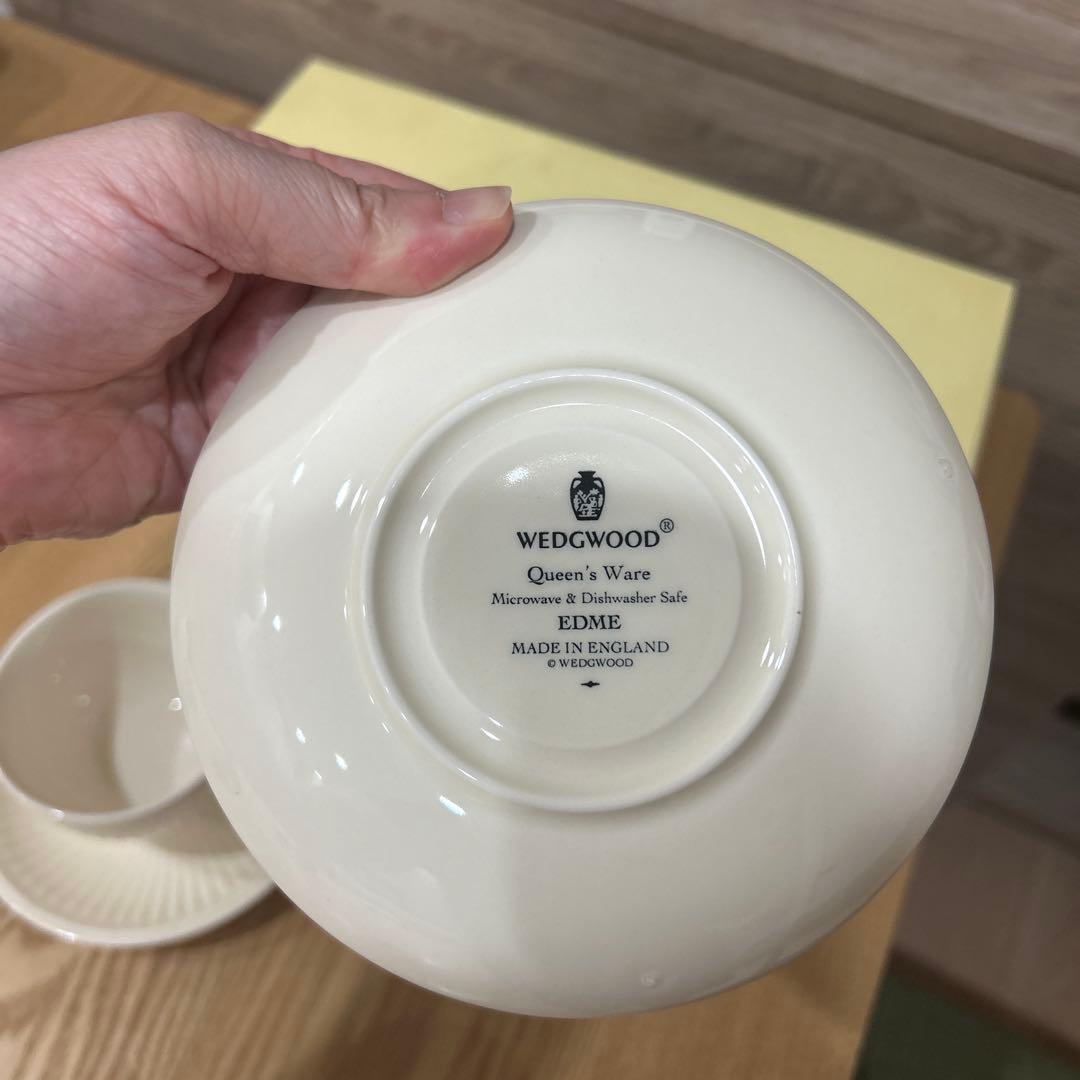 WEDGWOOD®
Queen's Ware
Microwave & Dishwasher Safe
EDME
MADE IN ENGLAND
© WEDGWOOD